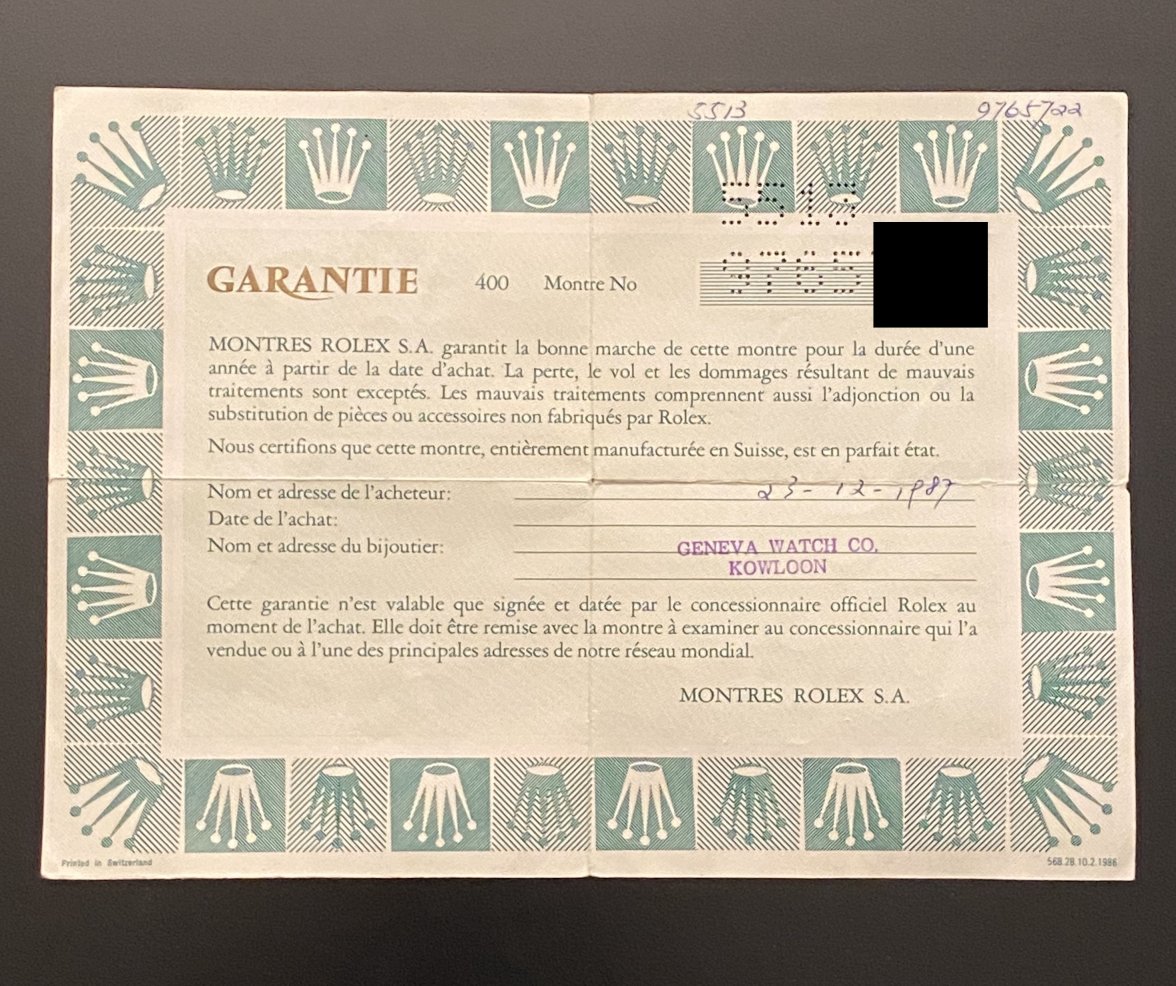 5513 9765722
5513
GARANTIE 400 Montre No 9765
MONTRES ROLEX S.A. garantit la bonne marche de cette montre pour la durée d'une
année à partir de la date d'achat. La perte, le vol et les dommages résultant de mauvais
traitements sont exceptés. Les mauvais traitements comprennent aussi l'adjonction ou la
substitution de pièces ou accessoires non fabriqués par Rolex.
Nous certifions que cette montre, entièrement manufacturée en Suisse, est en parfait état.
Nom et adresse de l'acheteur: 23-12-1987
Date de l'achat:
Nom et adresse du bijoutier: GENEVA WATCH CO.
KOWLOON
Cette garantie n'est valable que signée et datée par le concessionnaire officiel Rolex au
moment de l'achat. Elle doit être remise avec la montre à examiner au concessionnaire qui l'a
vendue ou à l'une des principales adresses de notre réseau mondial.
MONTRES ROLEX S.A.
Printed in Switzerland 568.28.10.2.1986